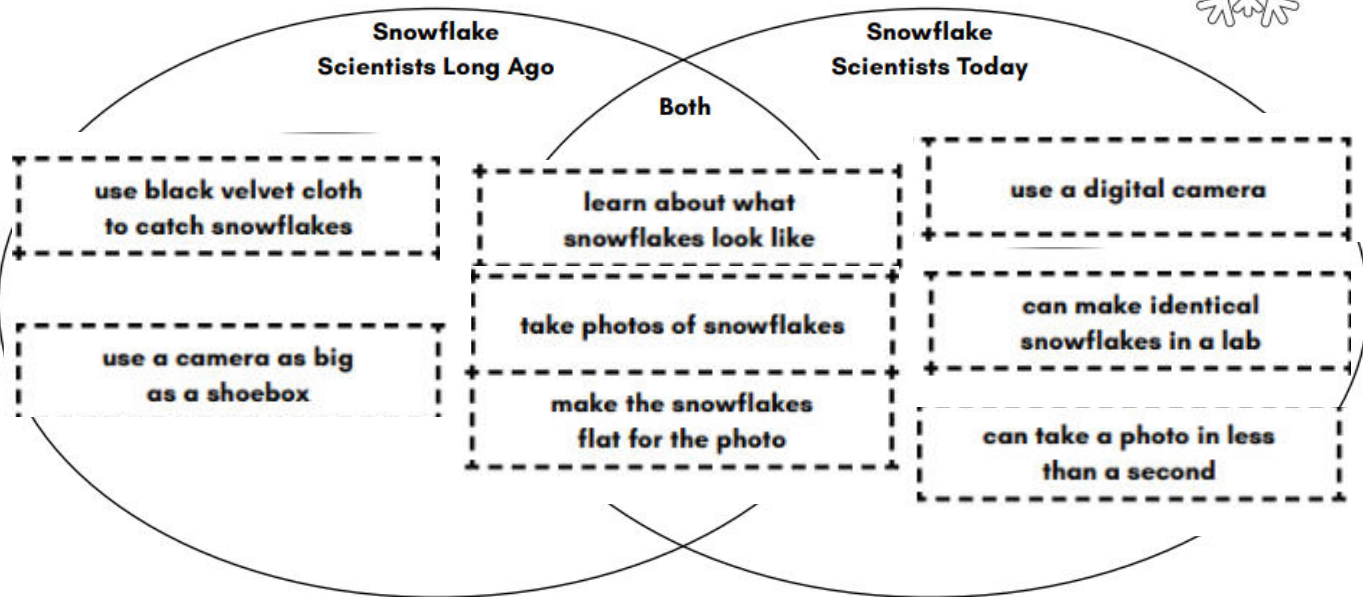 Snowflake
Scientists Long Ago
Snowflake
Scientists Today
Both
use black velvet cloth
to catch snowflakes
use a camera as big
as a shoebox
learn about what
snowflakes look like
take photos of snowflakes
make the snowflakes
flat for the photo
use a digital camera
can make identical
snowflakes in a lab
can take a photo in less
than a second